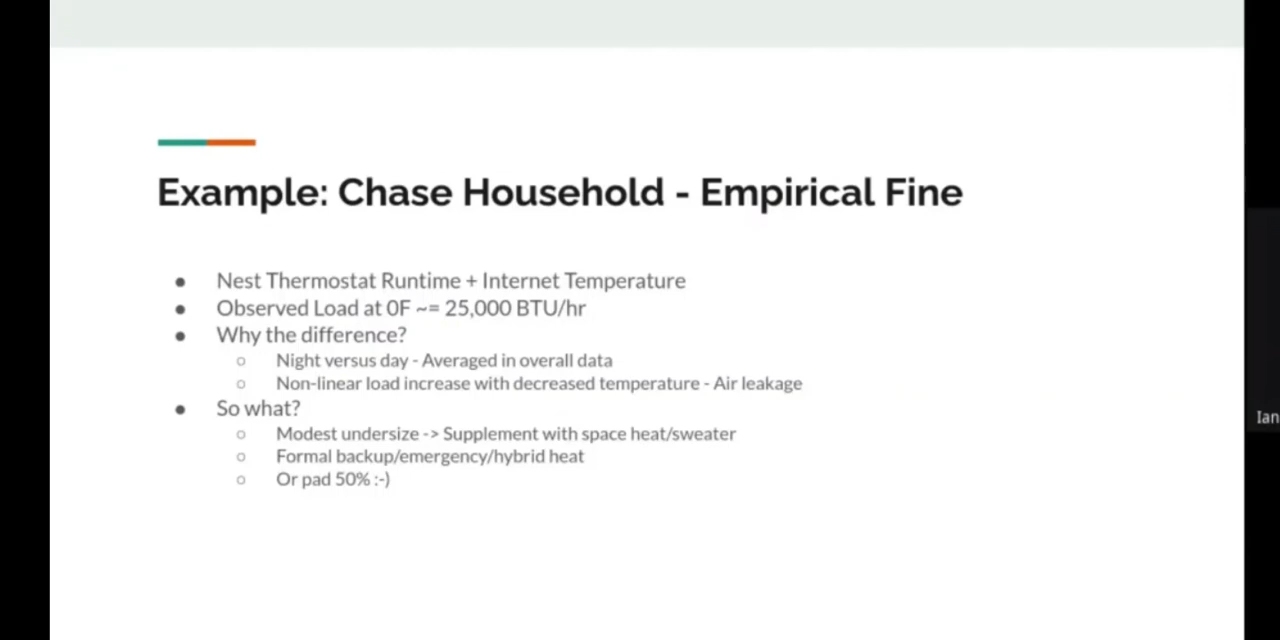 Example: Chase Household - Empirical Fine
● Nest Thermostat Runtime + Internet Temperature
● Observed Load at 0F ~= 25,000 BTU/hr
● Why the difference?
○ Night versus day - Averaged in overall data
○ Non-linear load increase with decreased temperature - Air leakage
● So what?
○ Modest undersize -> Supplement with space heat/sweater
○ Formal backup/emergency/hybrid heat
○ Or pad 50% :-)
Ian